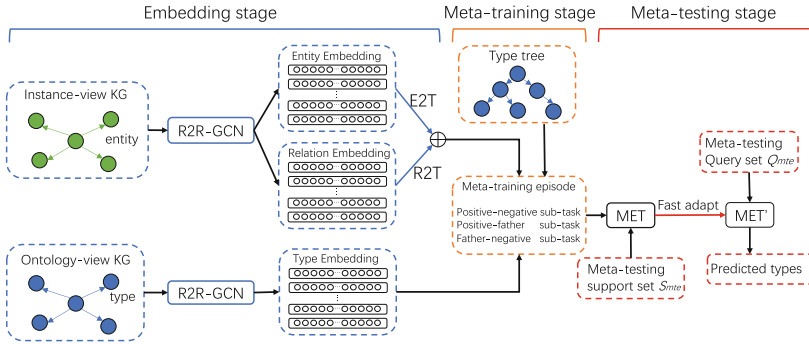 Embedding stage
Meta-training stage
Meta-testing stage
Instance-view KG
entity
R2R-GCN
Entity Embedding
Relation Embedding
E2T
R2T
Type tree
Meta-training episode
Positive-negative sub-task
Positive-father sub-task
Father-negative sub-task
MET
Fast adapt
MET'
Meta-testing
Query set Qmte
Meta-testing
support set Smte
Predicted types
Ontology-view KG
type
R2R-GCN
Type Embedding